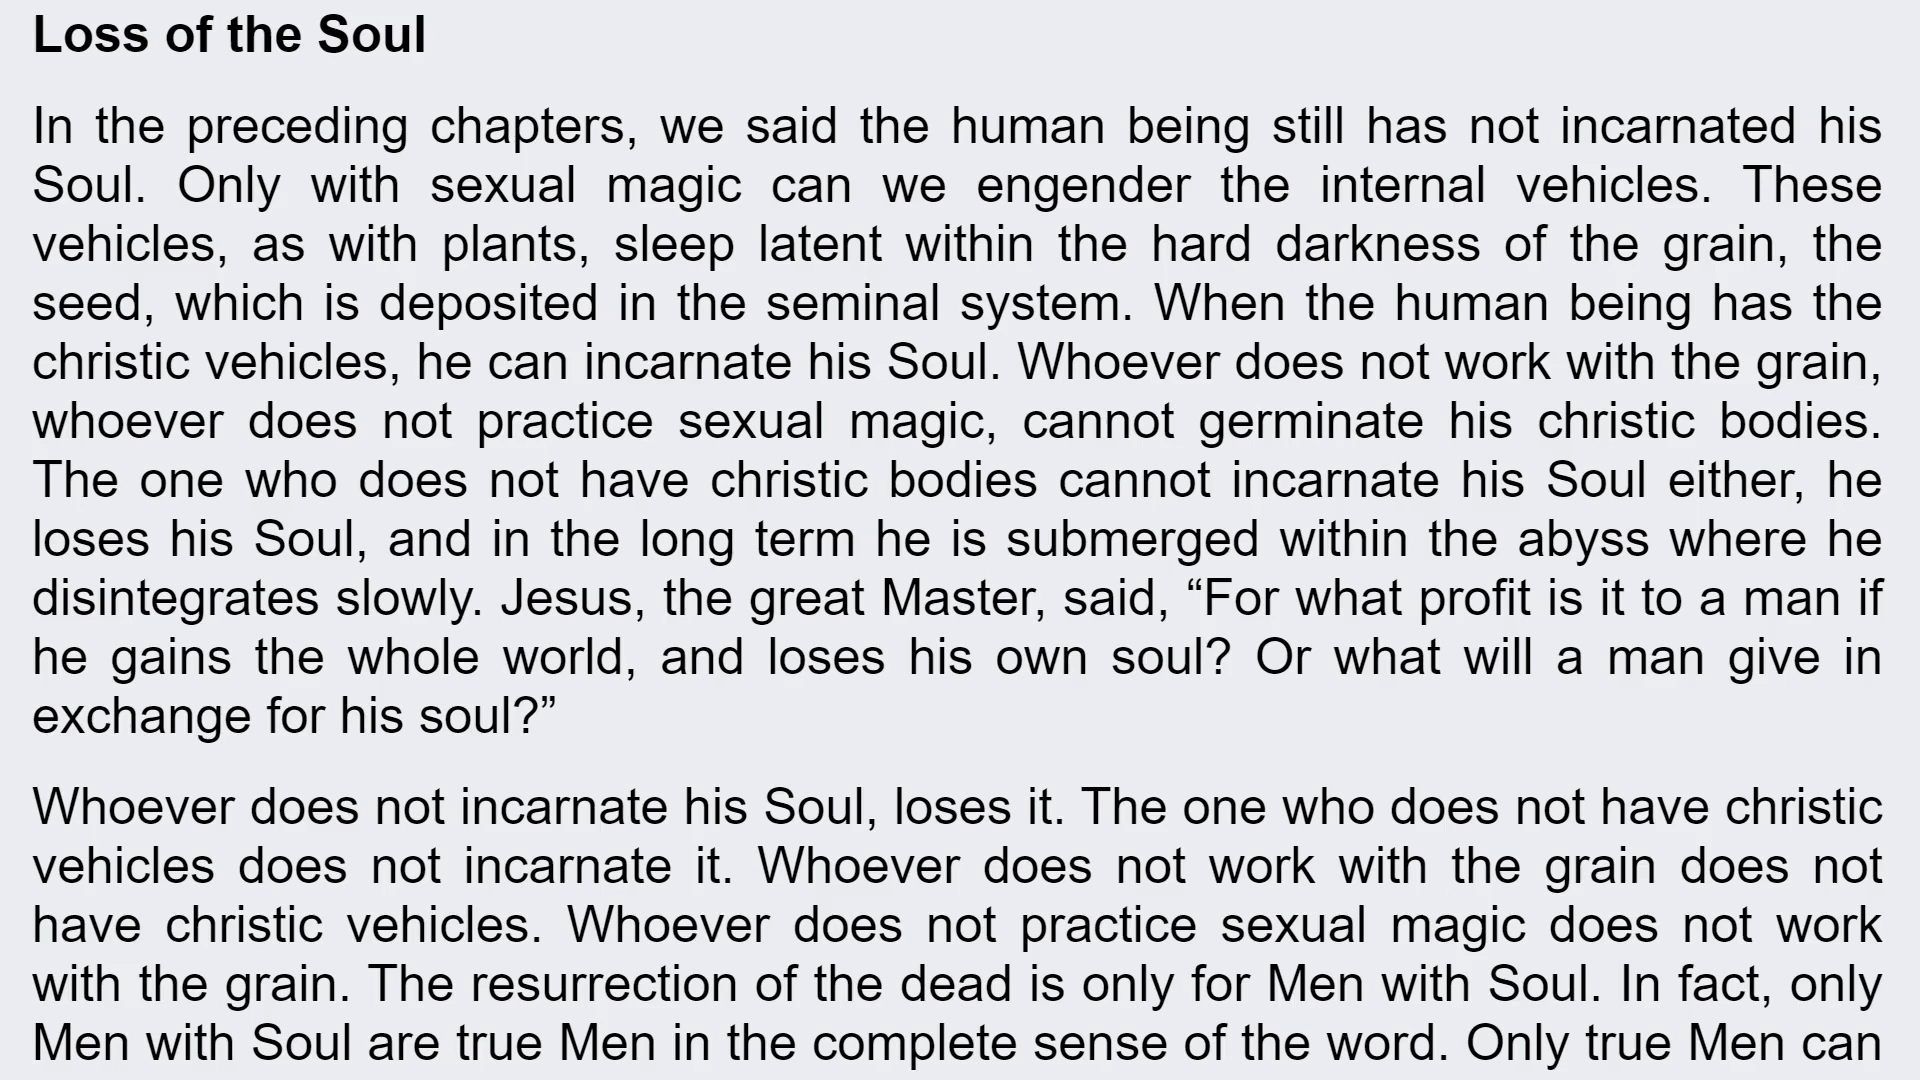 Loss of the Soul
In the preceding chapters, we said the human being still has not incarnated his
Soul. Only with sexual magic can we engender the internal vehicles. These
vehicles, as with plants, sleep latent within the hard darkness of the grain, the
seed, which is deposited in the seminal system. When the human being has the
christic vehicles, he can incarnate his Soul. Whoever does not work with the grain,
whoever does not practice sexual magic, cannot germinate his christic bodies.
The one who does not have christic bodies cannot incarnate his Soul either, he
loses his Soul, and in the long term he is submerged within the abyss where he
disintegrates slowly. Jesus, the great Master, said, “For what profit is it to a man if
he gains the whole world, and loses his own soul? Or what will a man give in
exchange for his soul?”
Whoever does not incarnate his Soul, loses it. The one who does not have christic
vehicles does not incarnate it. Whoever does not work with the grain does not
have christic vehicles. Whoever does not practice sexual magic does not work
with the grain. The resurrection of the dead is only for Men with Soul. In fact, only
Men with Soul are true Men in the complete sense of the word. Only true Men can